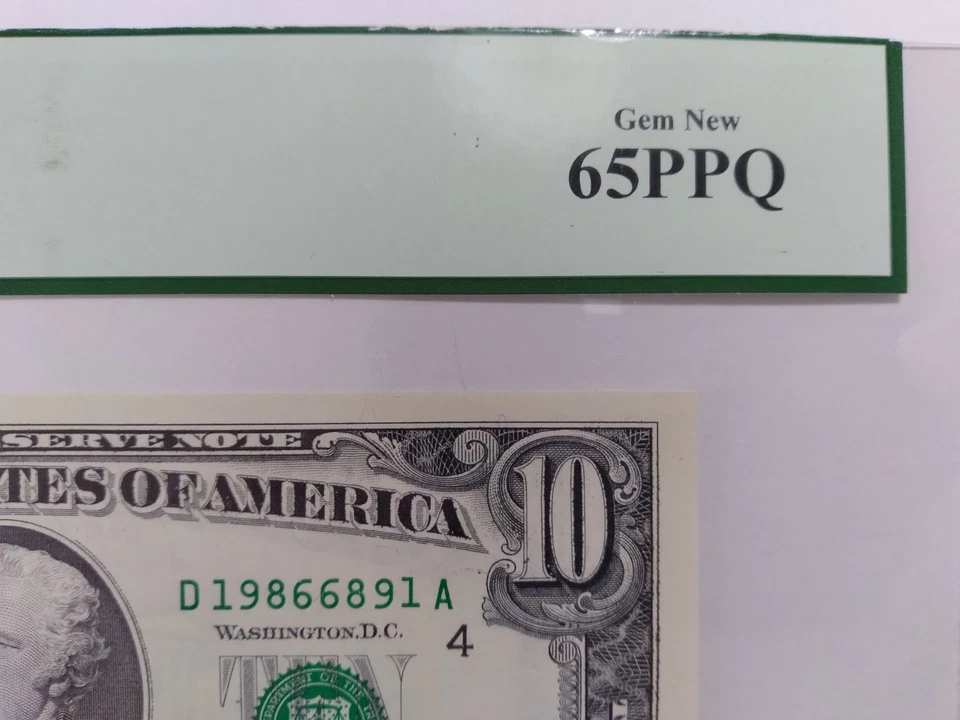 Gem New
65PPQ
SERVE NOTE
TES OF AMERICA
10
D 19866891 A
WASHINGTON, D.C.
4